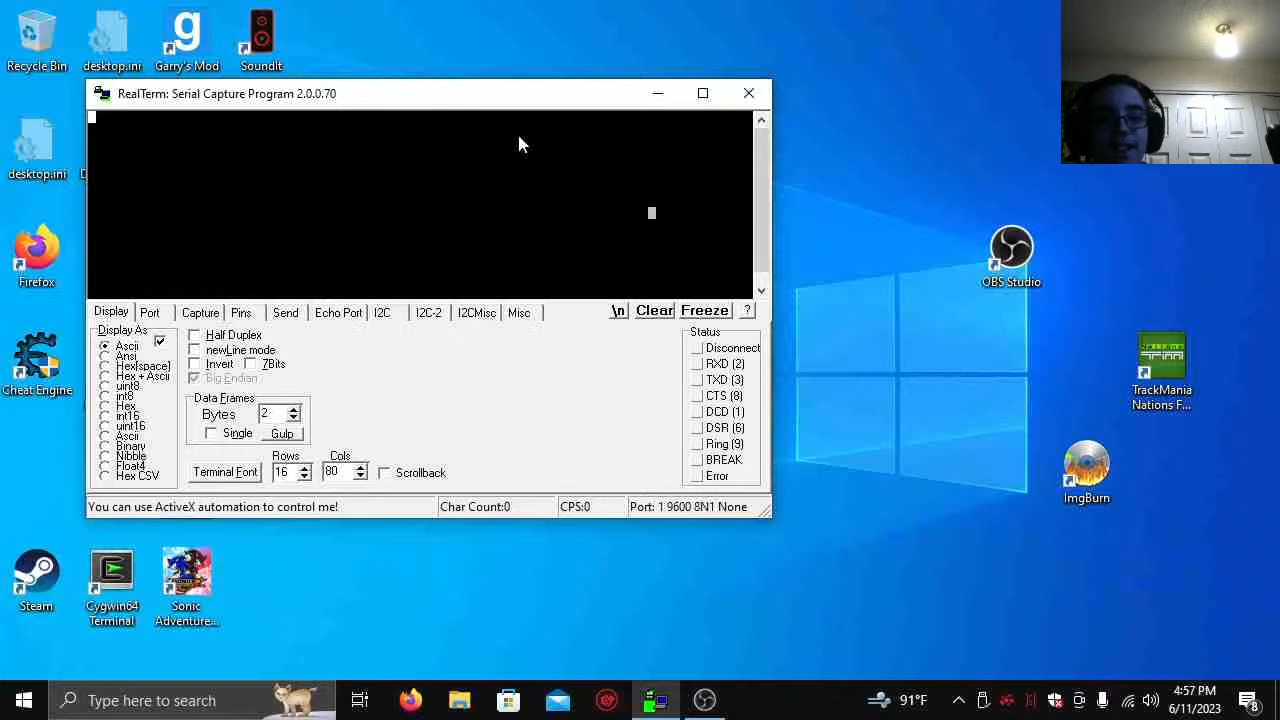 Recycle Bin
desktop.ini
Garry's Mod
SoundIt
desktop.ini
Firefox
Cheat Engine
Steam
Cygwin64
Terminal
Sonic
Adventure...
RealTerm: Serial Capture Program 2.0.0.70
Display
Port
Capture
Pins
Send
Echo Port
I2C
I2C-2
I2CMisc
Misc
\n
Clear
Freeze
?
Display As
Ascii
Ansi
Hex[space]
Hex + Ascii
uint8
int8
Hex
int16
uint16
Ascii
Binary
Nibble
Float4
Hex CSV
Half Duplex
newLine mode
Invert
7Bits
Big Endian
Data Frames
Bytes
2
Single
Gulp
Rows
Cols
Terminal Font
16
80
Scrollback
Status
Disconnect
RXD (2)
TXD (3)
CTS (8)
DCD (1)
DSR (6)
Ring (9)
BREAK
Error
You can use ActiveX automation to control me!
Char Count:0
CPS:0
Port: 1 9600 8N1 None
OBS Studio
TrackMania
Nations F...
ImgBurn
Type here to search
91°F
4:57 PM
6/11/2023
8